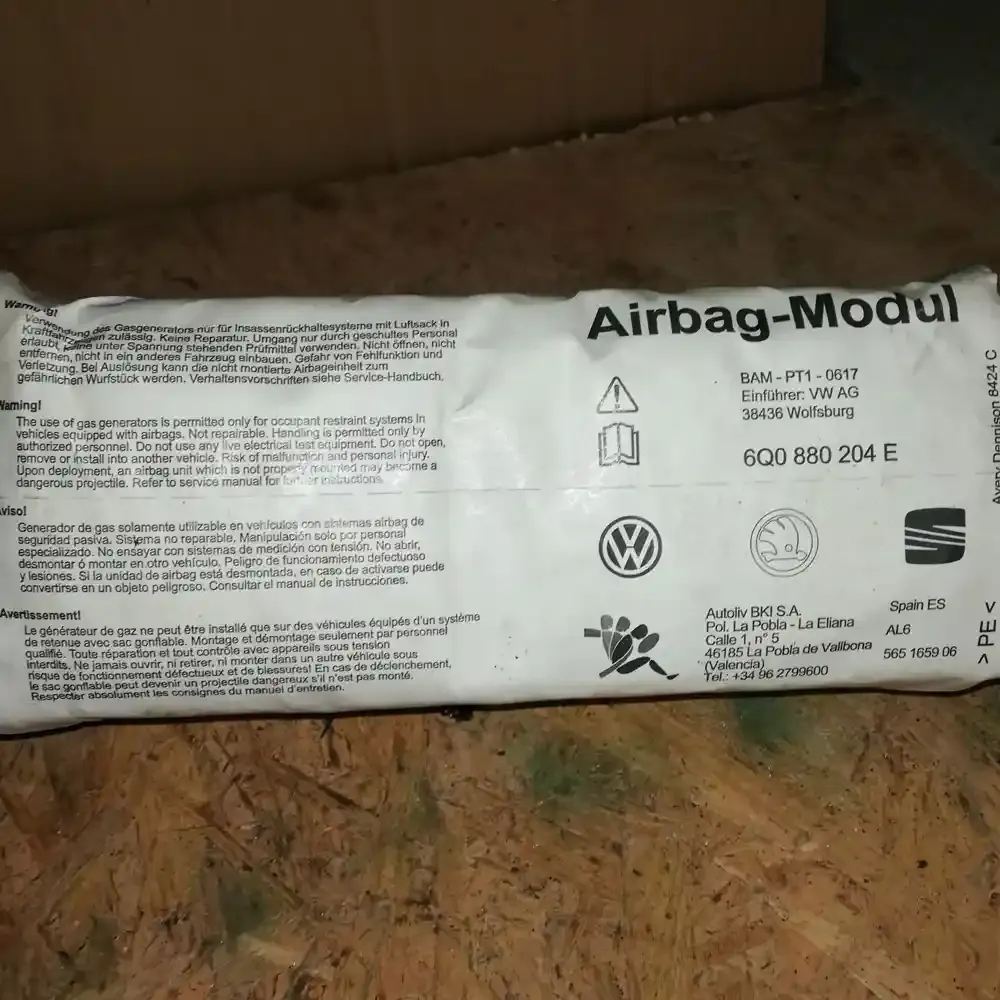 Warnung!
Verwendung des Gasgenerators nur für Insassenrückhaltesysteme mit Luftsack in
Kraftfahrzeugen zulässig. Keine Reparatur. Umgang nur durch geschultes Personal
erlaubt, keine unter Spannung stehenden Prüfmittel verwenden. Nicht öffnen, nicht
entfernen, nicht in ein anderes Fahrzeug einbauen. Gefahr von Fehlfunktion und
Verletzung. Bei Auslösung kann die nicht montierte Airbageinheit zum
gefährlichen Wurfstück werden. Verhaltensvorschriften siehe Service-Handbuch.
Warning!
The use of gas generators is permitted only for occupant restraint systems in
vehicles equipped with airbags. Not repairable. Handling is permitted only by
authorized personnel. Do not use any live electrical test equipment. Do not open,
remove or install into another vehicle. Risk of malfunction and personal injury.
Upon deployment, an airbag unit which is not properly mounted may become a
dangerous projectile. Refer to service manual for further instructions.
Aviso!
Generador de gas solamente utilizable en vehículos con sistemas airbag de
seguridad pasiva. Sistema no reparable. Manipulación solo por personal
especializado. No ensayar con sistemas de medición con tensión. No abrir,
desmontar ó montar en otro vehículo. Peligro de funcionamiento defectuoso
y lesiones. Si la unidad de airbag está desmontada, en caso de activarse puede
convertirse en un objeto peligroso. Consultar el manual de instrucciones.
Avertissement!
Le générateur de gaz ne peut être installé que sur des véhicules équipés d'un système
de retenue avec sac gonflable. Montage et démontage seulement par personnel
qualifié. Toute réparation et tout contrôle avec appareils sous tension
interdits. Ne jamais ouvrir, ni retirer, ni monter dans un autre véhicule sous
risque de fonctionnement défectueux et de blessures! En cas de déclenchement,
le sac gonflable peut devenir un projectile dangereux s'il n'est pas monté.
Respecter absolument les consignes du manuel d'entretien.
Airbag-Modul
BAM - PT1 - 0617
Einführer: VW AG
38436 Wolfsburg
6Q0 880 204 E
Autoliv BKI S.A.
Pol. La Pobla - La Eliana
Calle 1, n° 5
46185 La Pobla de Vallbona
(Valencia)
Tel.: +34 96 2799600
Spain ES
AL6
565 1659 06
Avery Dennison 8424 C
> PE <